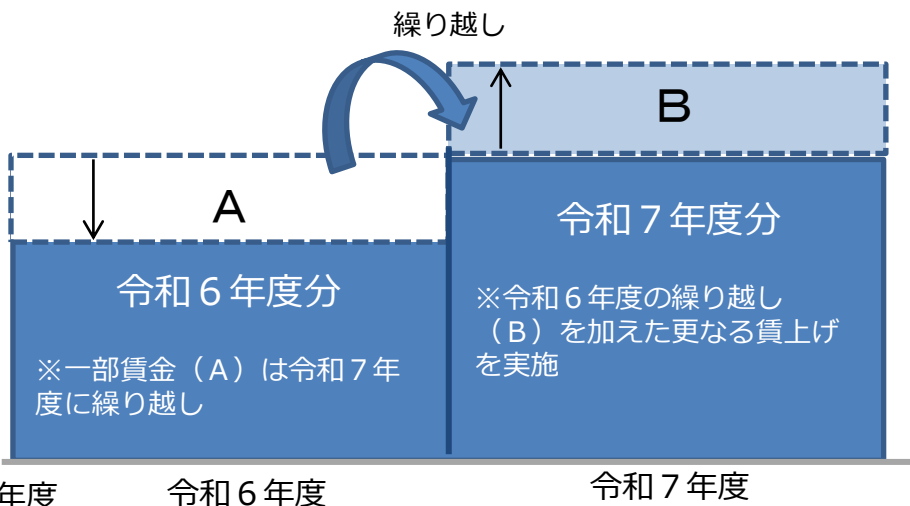 繰り越し
B
A
令和７年度分
令和６年度分
※令和６年度の繰り越し
（Ｂ）を加えた更なる賃上げ
を実施
※一部賃金（Ａ）は令和７年
度に繰り越し
年度
令和６年度
令和７年度